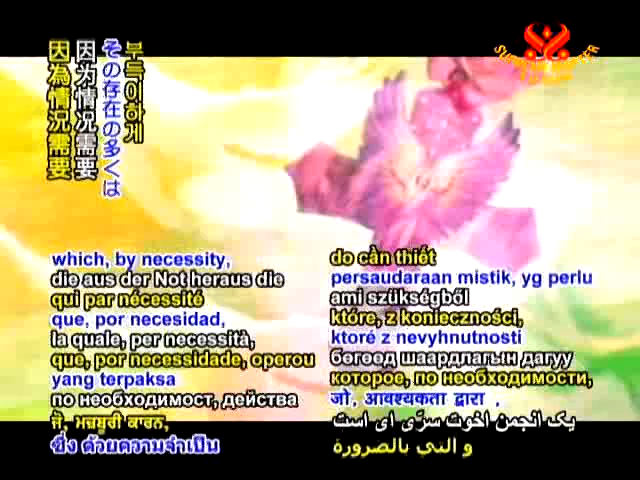 부득이하게
その存在の多くは
因为情况需要
因為情況需要
which, by necessity,
die aus der Not heraus die
qui par nécessité
que, por necesidad,
la quale, per necessità,
que, por necessidade, operou
yang terpaksa
по необходимост, действа
ਜੋ, ਮਜ਼ਬੂਰੀ ਕਾਰਨ,
ซึ่ง ด้วยความจำเป็น
do cần thiết
persaudaraan mistik, yg perlu
ami szükségből
które, z konieczności,
ktoré z nevyhnutnosti
бөгөөд шаардлагын дагуу
которое, по необходимости,
जो, आवश्यकता द्वारा ,
یک انجمن اخوت سرّی ای است
و التي بالضرورة